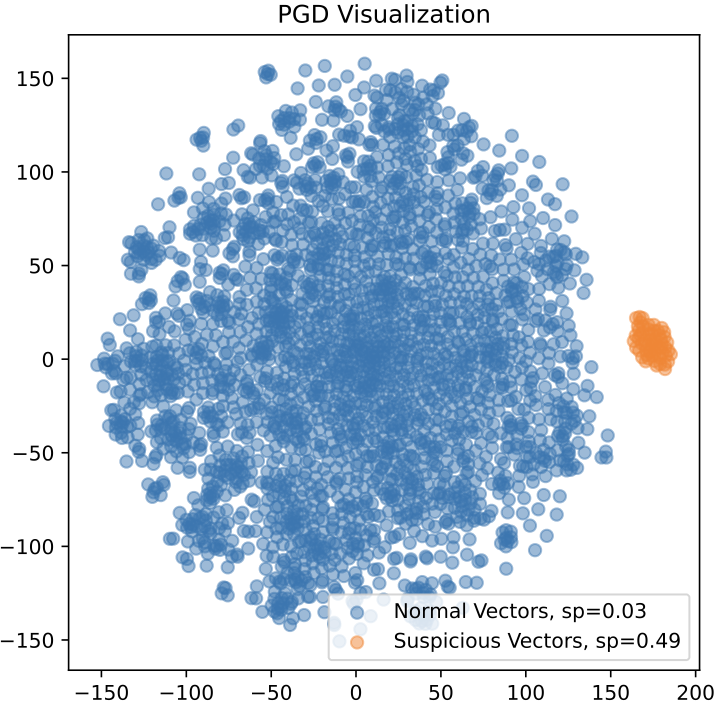 PGD Visualization
150
100
50
0
−50
−100
−150
Normal Vectors, sp=0.03
Suspicious Vectors, sp=0.49
−150 −100 −50 0 50 100 150 200